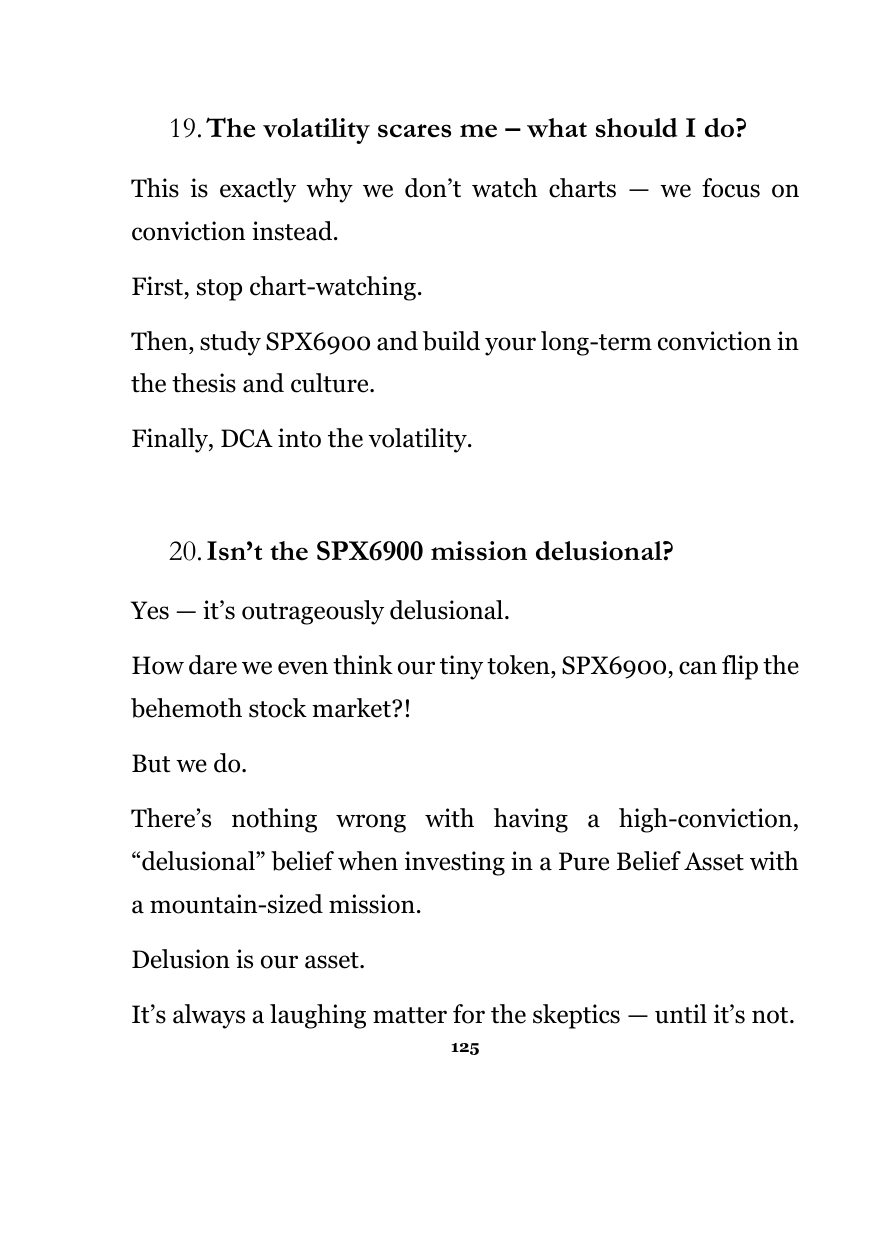 19. The volatility scares me – what should I do?
This is exactly why we don’t watch charts — we focus on
conviction instead.
First, stop chart-watching.
Then, study SPX6900 and build your long-term conviction in
the thesis and culture.
Finally, DCA into the volatility.
20. Isn’t the SPX6900 mission delusional?
Yes — it’s outrageously delusional.
How dare we even think our tiny token, SPX6900, can flip the
behemoth stock market?!
But we do.
There’s nothing wrong with having a high-conviction,
“delusional” belief when investing in a Pure Belief Asset with
a mountain-sized mission.
Delusion is our asset.
It’s always a laughing matter for the skeptics — until it’s not.
125